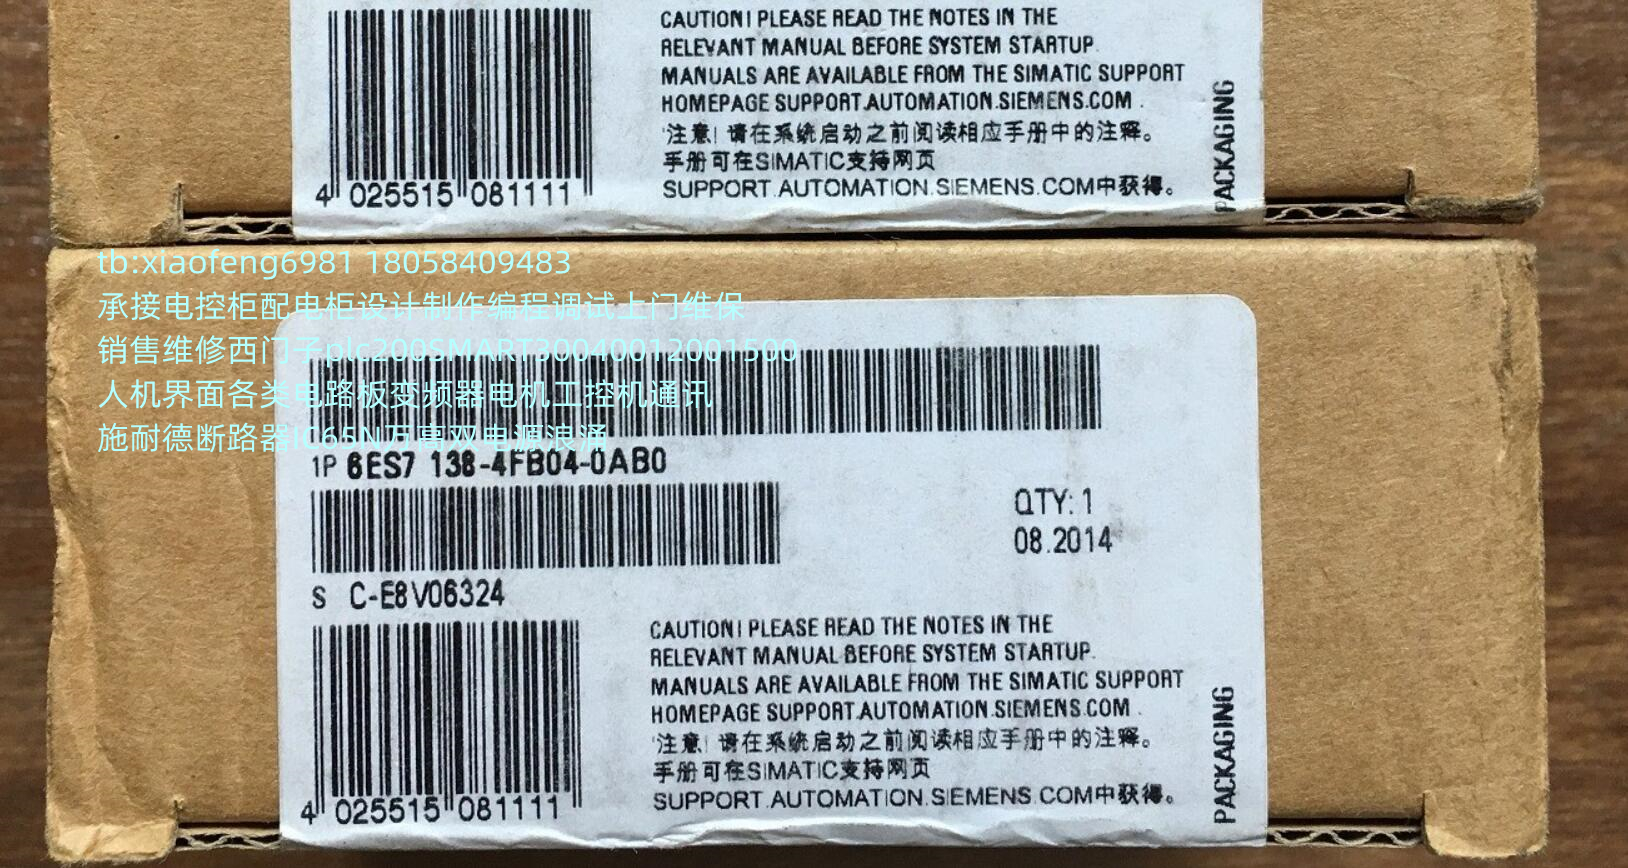 CAUTION! PLEASE READ THE NOTES IN THE
RELEVANT MANUAL BEFORE SYSTEM STARTUP.
MANUALS ARE AVAILABLE FROM THE SIMATIC SUPPORT
HOMEPAGE SUPPORT.AUTOMATION.SIEMENS.COM .
注意! 请在系统启动之前阅读相应手册中的注释。
手册可在SIMATIC支持网页
SUPPORT.AUTOMATION.SIEMENS.COM中获得。
PACKAGING
4 025515 081111
tb:xiaofeng6981 18058409483
承接电控柜配电柜设计制作编程调试上门维保
销售维修西门子plc200SMART30040012001500
人机界面各类电路板变频器电机工控机通讯
施耐德断路器IC65N万高双电源浪涌
1P 6ES7 138-4FB04-0AB0
QTY: 1
08.2014
S C-E8V06324
CAUTION! PLEASE READ THE NOTES IN THE
RELEVANT MANUAL BEFORE SYSTEM STARTUP.
MANUALS ARE AVAILABLE FROM THE SIMATIC SUPPORT
HOMEPAGE SUPPORT.AUTOMATION.SIEMENS.COM .
注意! 请在系统启动之前阅读相应手册中的注释。
手册可在SIMATIC支持网页
SUPPORT.AUTOMATION.SIEMENS.COM中获得。
PACKAGING
4 025515 081111